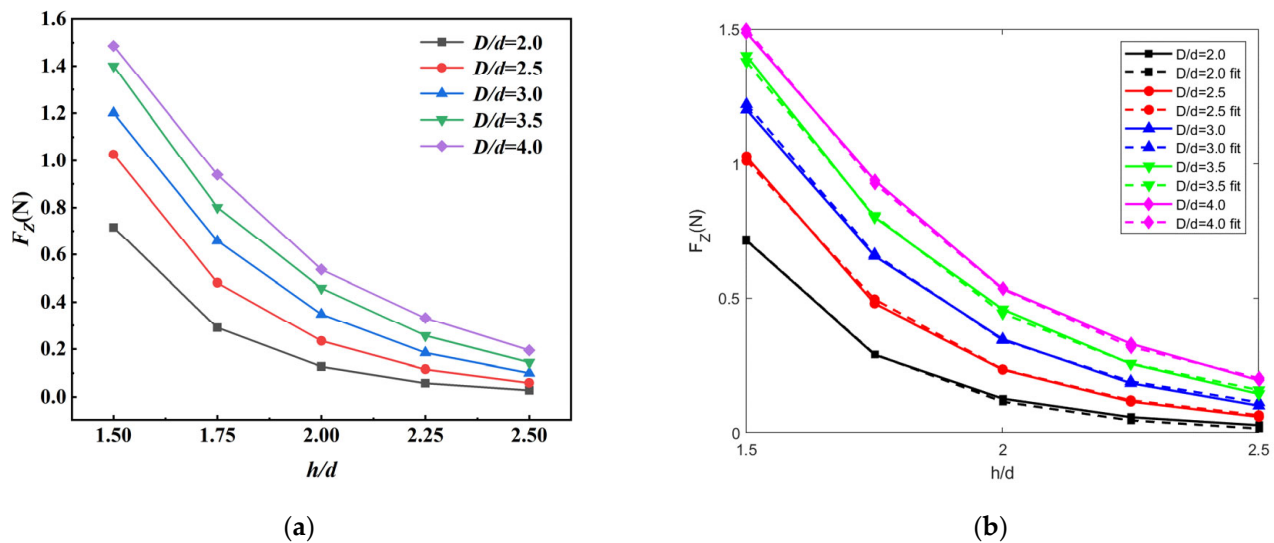 1.6
1.4
1.2
1.0
0.8
0.6
0.4
0.2
0.0
F_Z(N)
D/d=2.0
D/d=2.5
D/d=3.0
D/d=3.5
D/d=4.0
1.50 1.75 2.00 2.25 2.50
h/d
(a)
1.5
1
0.5
0
F_Z(N)
D/d=2.0
D/d=2.0 fit
D/d=2.5
D/d=2.5 fit
D/d=3.0
D/d=3.0 fit
D/d=3.5
D/d=3.5 fit
D/d=4.0
D/d=4.0 fit
1.5 2 2.5
h/d
(b)